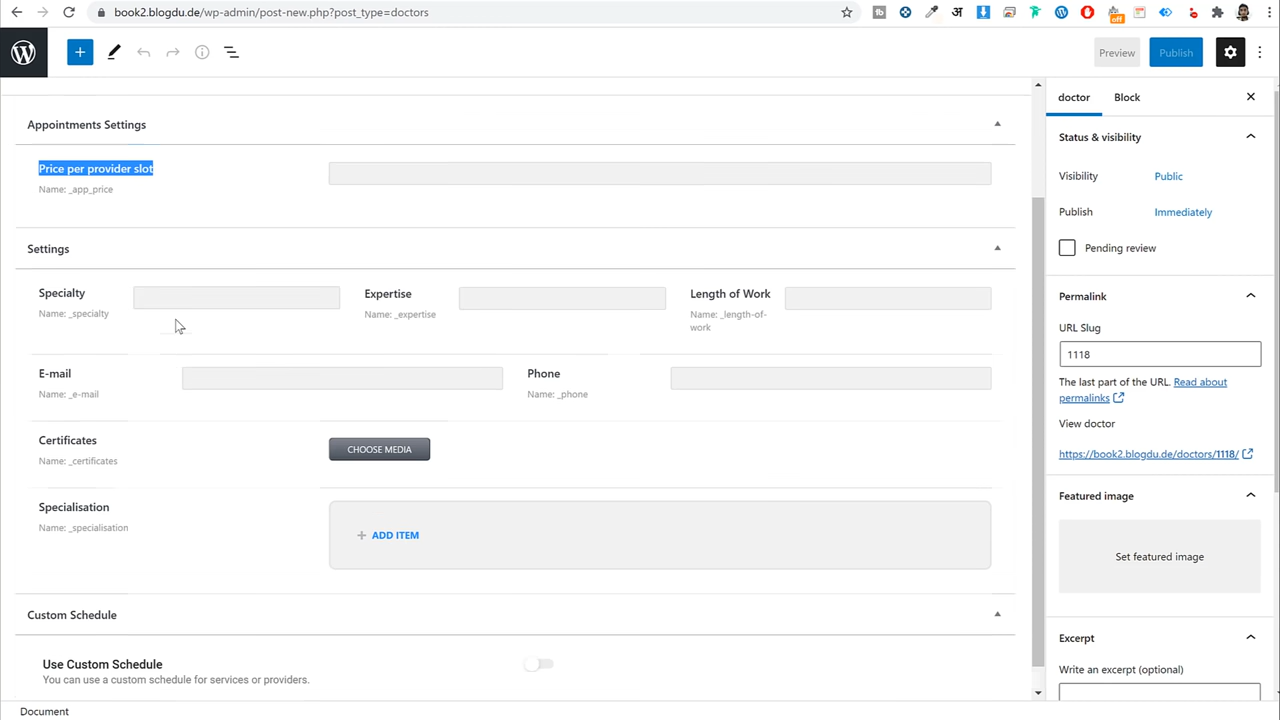 book2.blogdu.de/wp-admin/post-new.php?post_type=doctors
अ
off
Preview
Publish
doctor
Block
Appointments Settings
Status & visibility
Price per provider slot
Name: _app_price
Visibility
Public
Publish
Immediately
Settings
Pending review
Specialty
Name: _specialty
Expertise
Name: _expertise
Length of Work
Name: _length-of-
work
Permalink
URL Slug
1118
E-mail
Name: _e-mail
Phone
Name: _phone
The last part of the URL. Read about
permalinks
View doctor
Certificates
Name: _certificates
CHOOSE MEDIA
https://book2.blogdu.de/doctors/1118/
Specialisation
Name: _specialisation
+ ADD ITEM
Featured image
Set featured image
Custom Schedule
Excerpt
Use Custom Schedule
You can use a custom schedule for services or providers.
Write an excerpt (optional)
Document